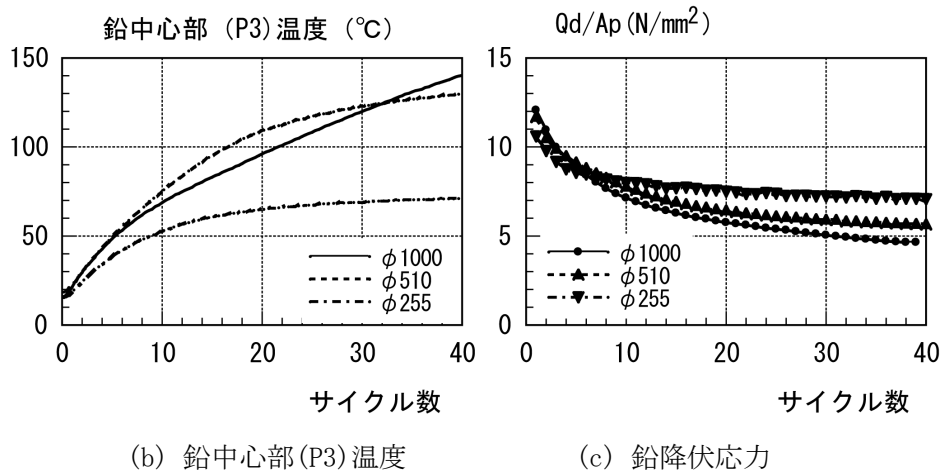 鉛中心部 (P3)温度 (℃)
150
100
50
0
0
10
20
30
40
φ1000
φ510
φ255
サイクル数
(b) 鉛中心部(P3)温度
Qd/Ap(N/mm²)
15
10
5
0
0
10
20
30
40
φ1000
φ510
φ255
サイクル数
(c) 鉛降伏応力